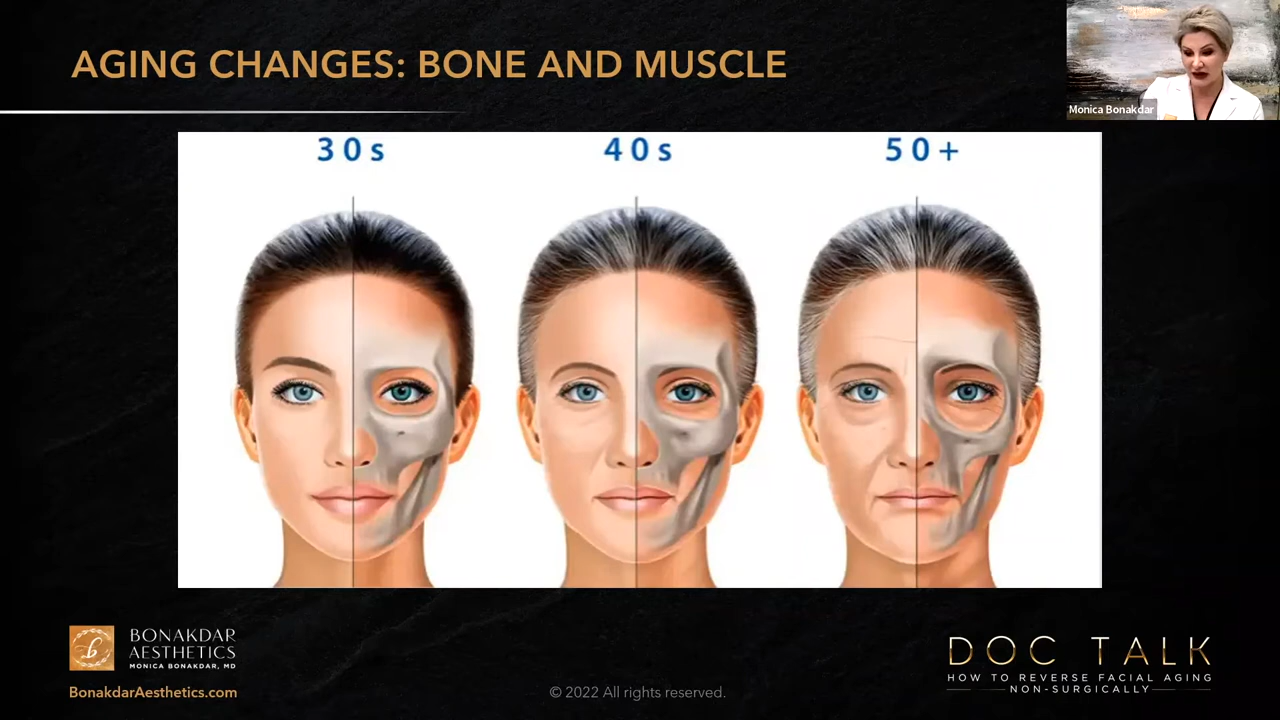 AGING CHANGES: BONE AND MUSCLE
Monica Bonakdar
30s
40s
50+
BONAKDAR
AESTHETICS
MONICA BONAKDAR, MD
BonakdarAesthetics.com
© 2022 All rights reserved.
DOC TALK
HOW TO REVERSE FACIAL AGING
NON-SURGICALLY